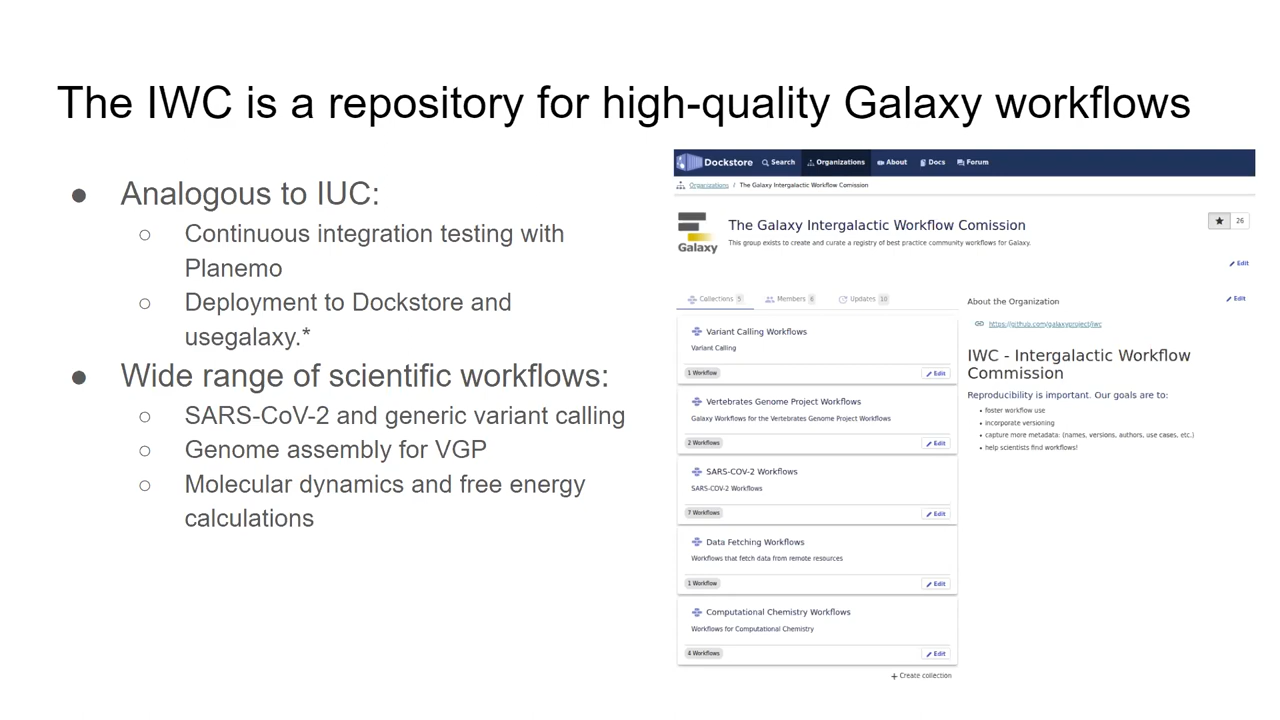 The IWC is a repository for high-quality Galaxy workflows
● Analogous to IUC:
○ Continuous integration testing with
Planemo
○ Deployment to Dockstore and
usegalaxy.*
● Wide range of scientific workflows:
○ SARS-CoV-2 and generic variant calling
○ Genome assembly for VGP
○ Molecular dynamics and free energy
calculations
Dockstore Search Organizations About Docs Forum
Organizations / The Galaxy Intergalactic Workflow Comission
Galaxy
The Galaxy Intergalactic Workflow Comission
This group exists to create and curate a registry of best practice community workflows for Galaxy.
★ 26
Edit
Collections 5 Members 6 Updates 10
Variant Calling Workflows
Variant Calling
1 Workflow Edit
Vertebrates Genome Project Workflows
Galaxy Workflows for the Vertebrates Genome Project Workflows
2 Workflows Edit
SARS-COV-2 Workflows
SARS-COV-2 Workflows
7 Workflows Edit
Data Fetching Workflows
Workflows that fetch data from remote resources
1 Workflow Edit
Computational Chemistry Workflows
Workflows for Computational Chemistry
4 Workflows Edit
+ Create collection
About the Organization Edit
https://github.com/galaxyproject/iwc
IWC - Intergalactic Workflow
Commission
Reproducibility is important. Our goals are to:
• foster workflow use
• incorporate versioning
• capture more metadata: (names, versions, authors, use cases, etc.)
• help scientists find workflows!